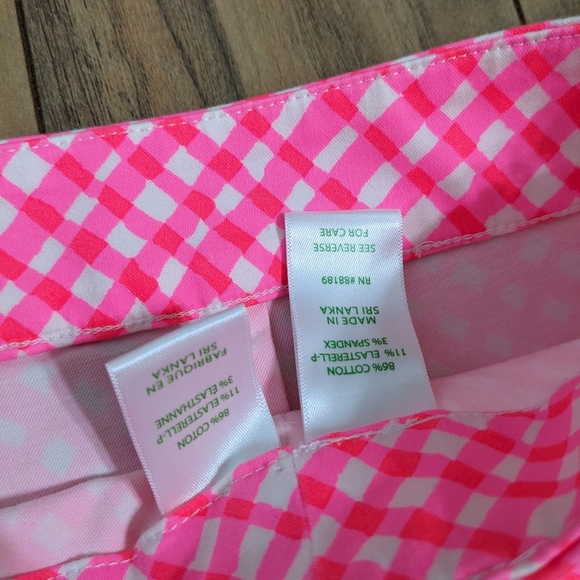 86% COTTON
11% ELASTERELL-P
3% SPANDEX
MADE IN
SRI LANKA
RN #88189
SEE REVERSE
FOR CARE
86% COTON
11% ELASTERELL-P
3% ELASTHANNE
FABRIQUE EN
SRI LANKA